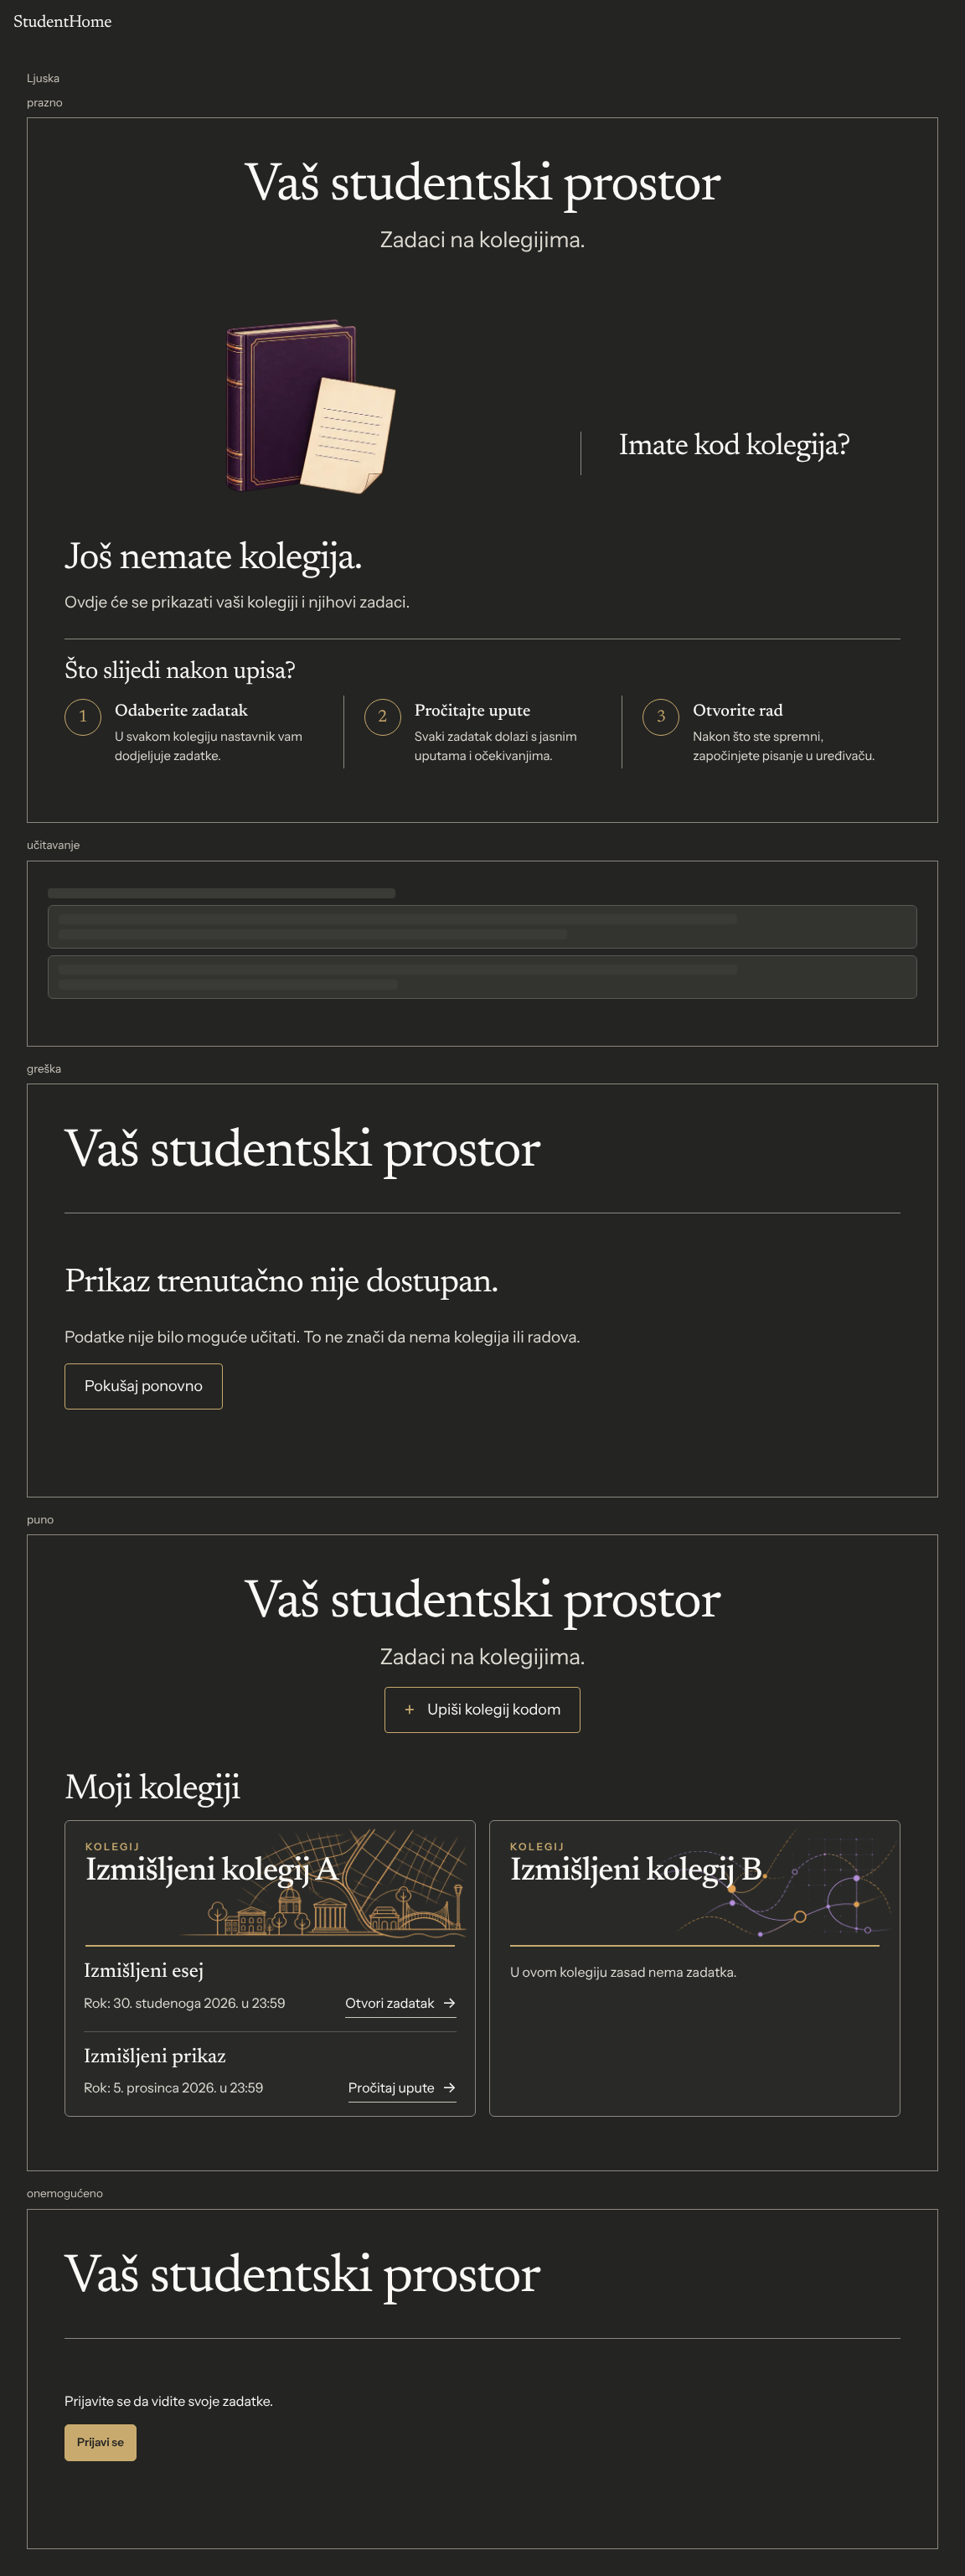 StudentHome
Ljuska
prazno
Vaš studentski prostor
Zadaci na kolegijima.
Imate kod kolegija?
Još nemate kolegija.
Ovdje će se prikazati vaši kolegiji i njihovi zadaci.
Što slijedi nakon upisa?
1
Odaberite zadatak
U svakom kolegiju nastavnik vam
dodjeljuje zadatke.
2
Pročitajte upute
Svaki zadatak dolazi s jasnim
uputama i očekivanjima.
3
Otvorite rad
Nakon što ste spremni,
započinjete pisanje u uređivaču.
učitavanje
greška
Vaš studentski prostor
Prikaz trenutačno nije dostupan.
Podatke nije bilo moguće učitati. To ne znači da nema kolegija ili radova.
Pokušaj ponovno
puno
Vaš studentski prostor
Zadaci na kolegijima.
+ Upiši kolegij kodom
Moji kolegiji
KOLEGIJ
Izmišljeni kolegij A
Izmišljeni esej
Rok: 30. studenoga 2026. u 23:59
Otvori zadatak →
Izmišljeni prikaz
Rok: 5. prosinca 2026. u 23:59
Pročitaj upute →
KOLEGIJ
Izmišljeni kolegij B
U ovom kolegiju zasad nema zadatka.
onemogućeno
Vaš studentski prostor
Prijavite se da vidite svoje zadatke.
Prijavi se